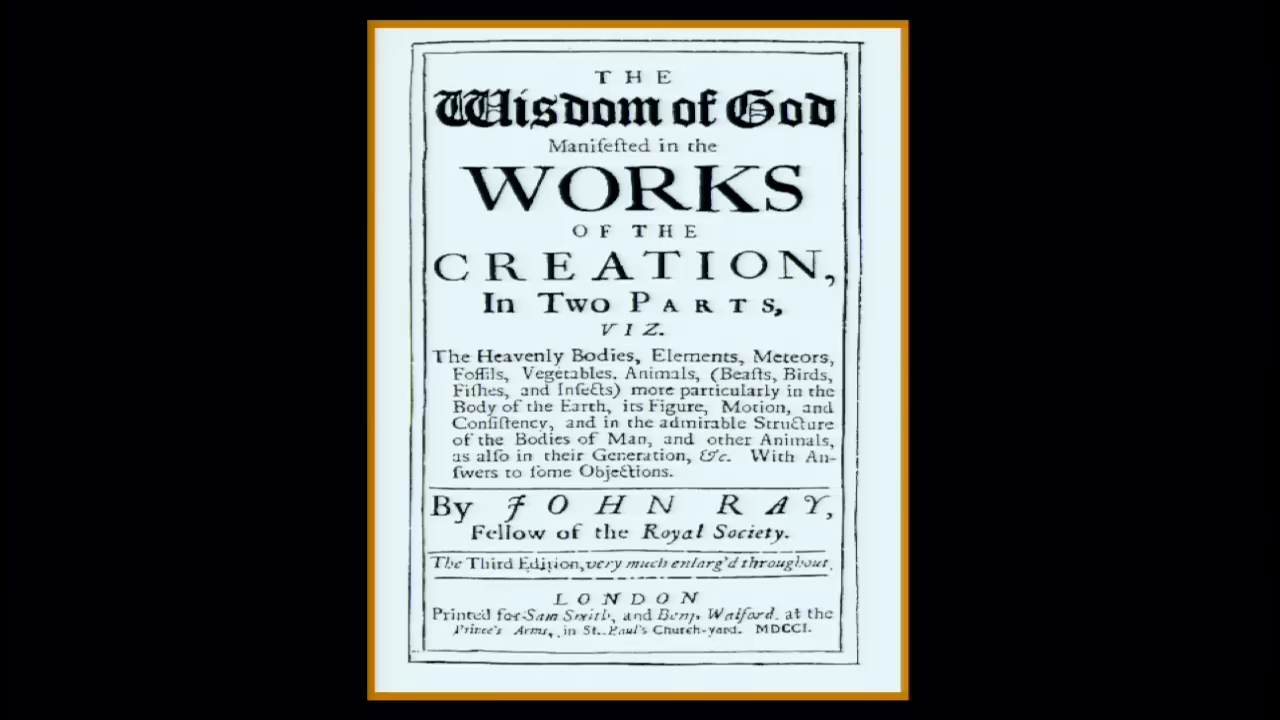 THE
Wisdom of God
Manifeſted in the
WORKS
OF THE
CREATION,
In Two PARTS,
VIZ.
The Heavenly Bodies, Elements, Meteors,
Foſſils, Vegetables, Animals, (Beaſts, Birds,
Fiſhes, and Inſects) more particularly in the
Body of the Earth, its Figure, Motion, and
Conſiſtency, and in the admirable Structure
of the Bodies of Man, and other Animals,
as alſo in their Generation, &c. With An-
ſwers to ſome Objections.
By JOHN RAY,
Fellow of the Royal Society.
The Third Edition, very much enlarg'd throughout.
LONDON
Printed for Sam Smith, and Benj. Walford, at the
Prince's Arms, in St. Paul's Church-yard. MDCCI.